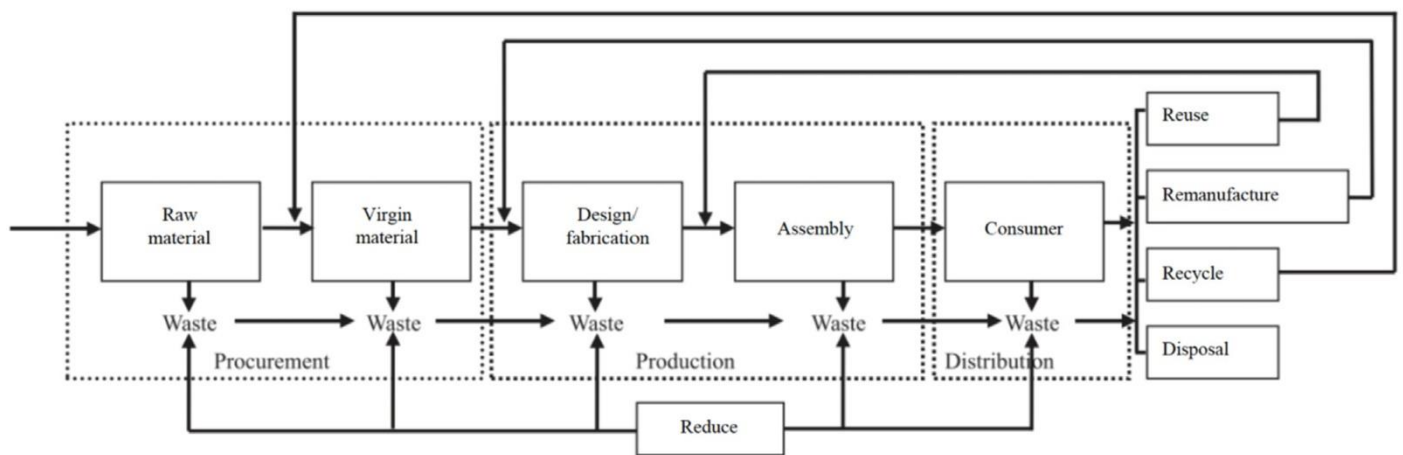 Reuse
Remanufacture
Recycle
Disposal
Raw
material
Virgin
material
Design/
fabrication
Assembly
Consumer
Waste
Waste
Waste
Waste
Waste
Procurement
Production
Distribution
Reduce